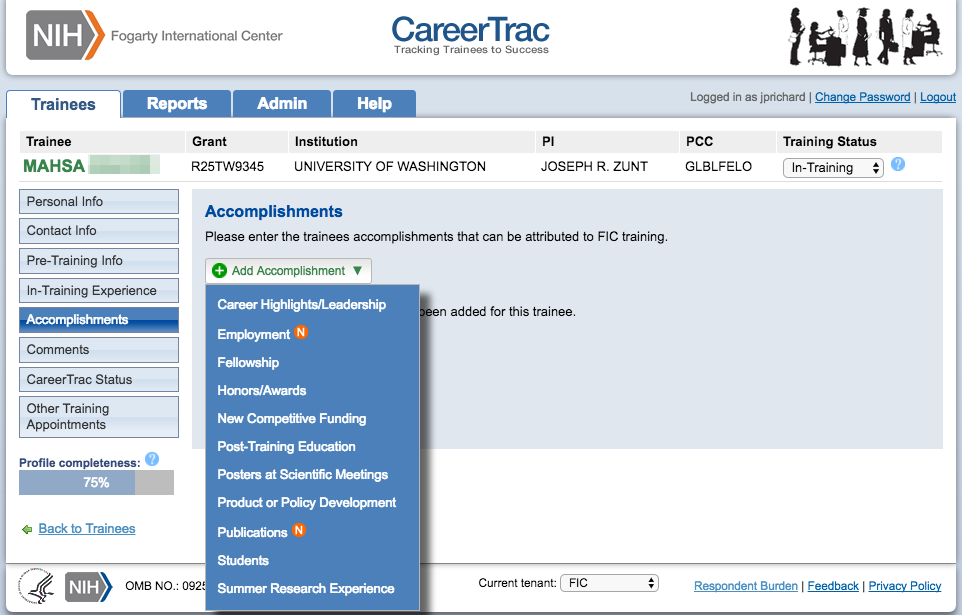 NIH Fogarty International Center
CareerTrac
Tracking Trainees to Success
Trainees Reports Admin Help
Logged in as jprichard | Change Password | Logout
Trainee Grant Institution PI PCC Training Status
MAHSA R25TW9345 UNIVERSITY OF WASHINGTON JOSEPH R. ZUNT GLBLFELO In-Training ?
Personal Info
Contact Info
Pre-Training Info
In-Training Experience
Accomplishments
Comments
CareerTrac Status
Other Training
Appointments
Profile completeness: ?
75%
Back to Trainees
Accomplishments
Please enter the trainees accomplishments that can be attributed to FIC training.
Add Accomplishment ▼
been added for this trainee.
Career Highlights/Leadership
Employment N
Fellowship
Honors/Awards
New Competitive Funding
Post-Training Education
Posters at Scientific Meetings
Product or Policy Development
Publications N
Students
Summer Research Experience
NIH OMB NO.: 0925
Current tenant: FIC
Respondent Burden | Feedback | Privacy Policy